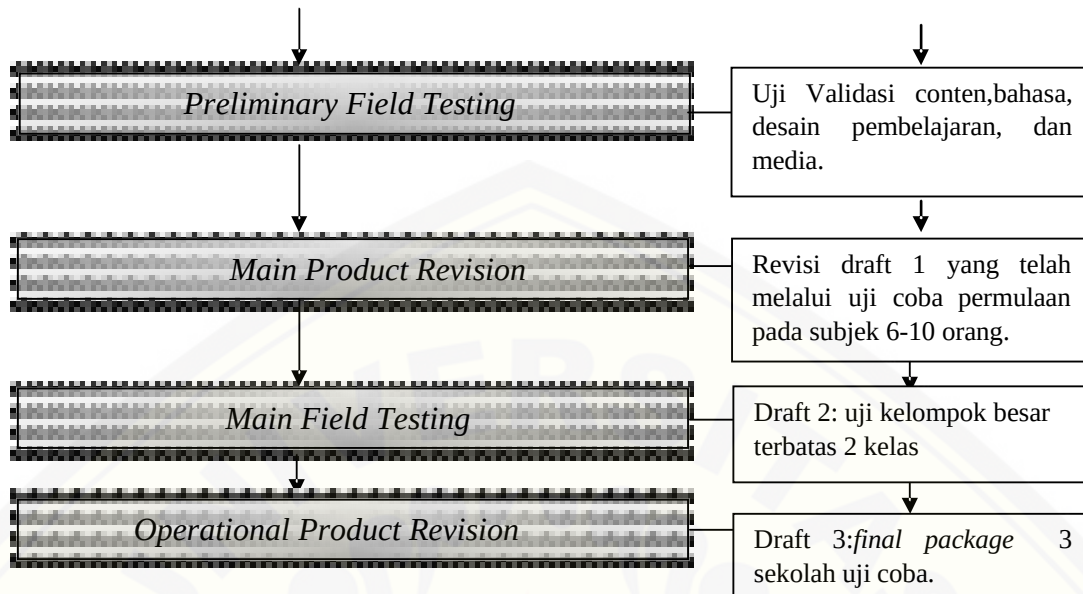 Preliminary Field Testing
Uji Validasi conten,bahasa,
desain pembelajaran, dan
media.
Main Product Revision
Revisi draft 1 yang telah
melalui uji coba permulaan
pada subjek 6-10 orang.
Main Field Testing
Draft 2: uji kelompok besar
terbatas 2 kelas
Operational Product Revision
Draft 3:final package 3
sekolah uji coba.